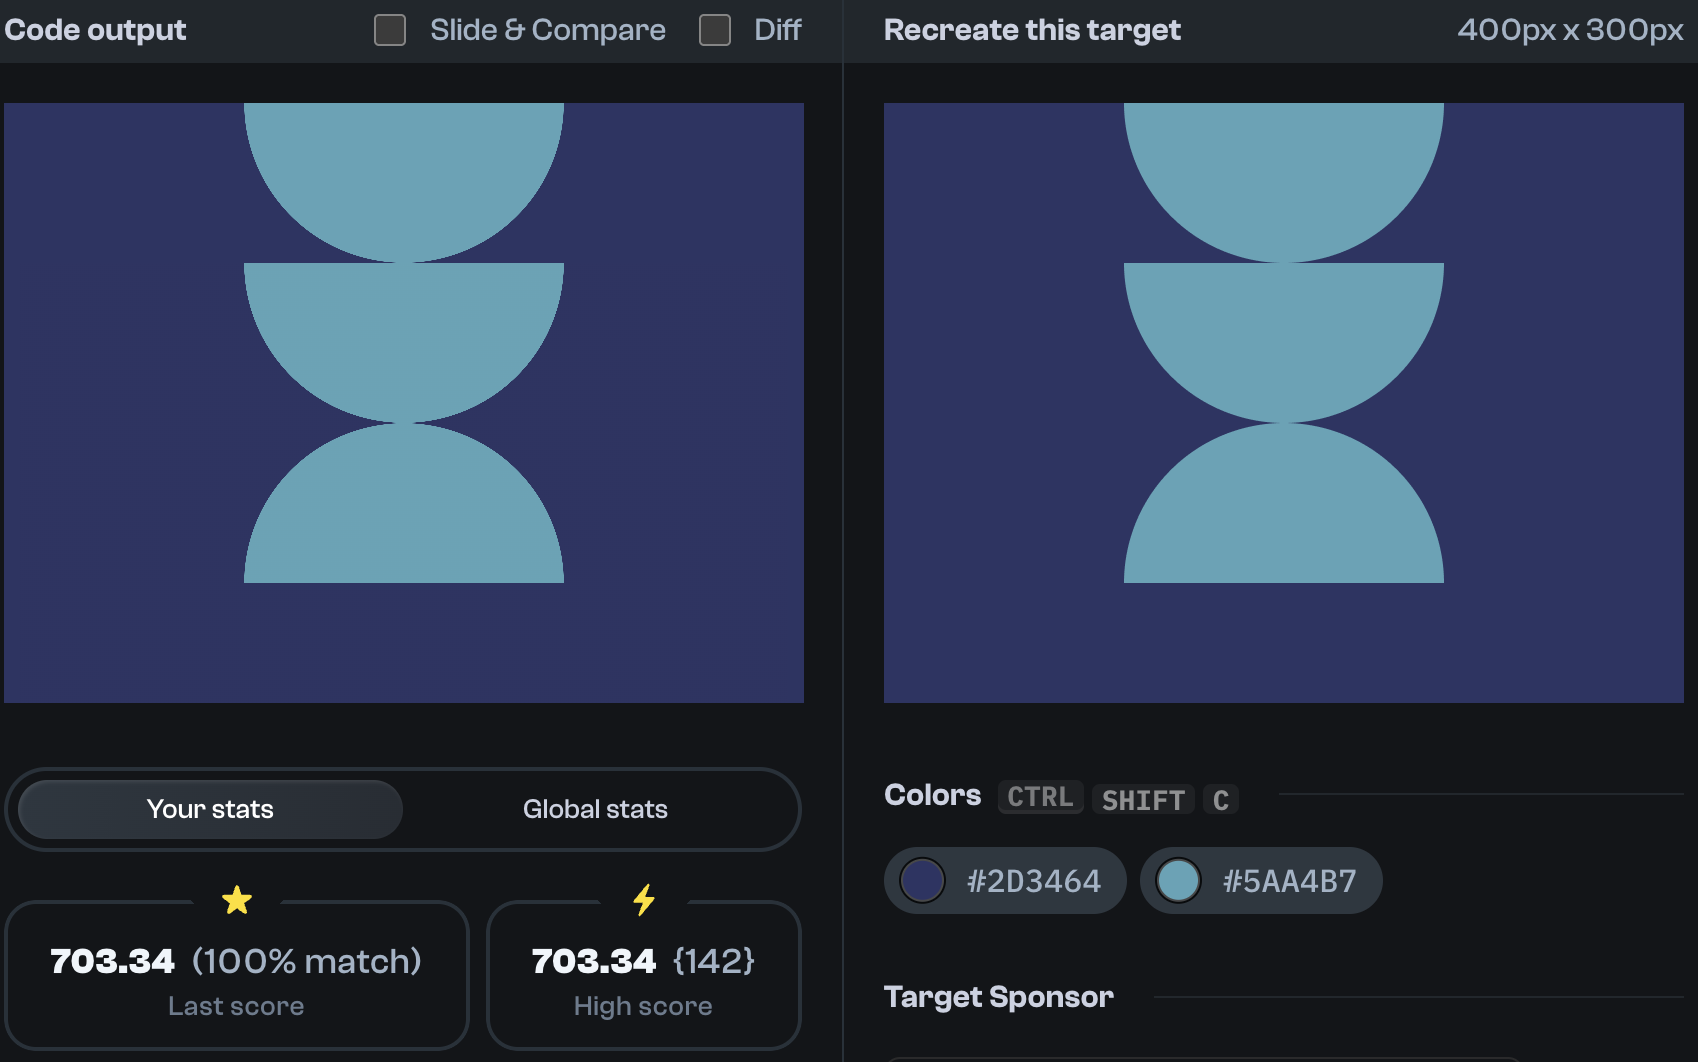 Code output
Slide & Compare
Diff
Recreate this target
400px x 300px
Your stats
Global stats
703.34 (100% match)
Last score
703.34 {142}
High score
Colors CTRL SHIFT C
#2D3464
#5AA4B7
Target Sponsor